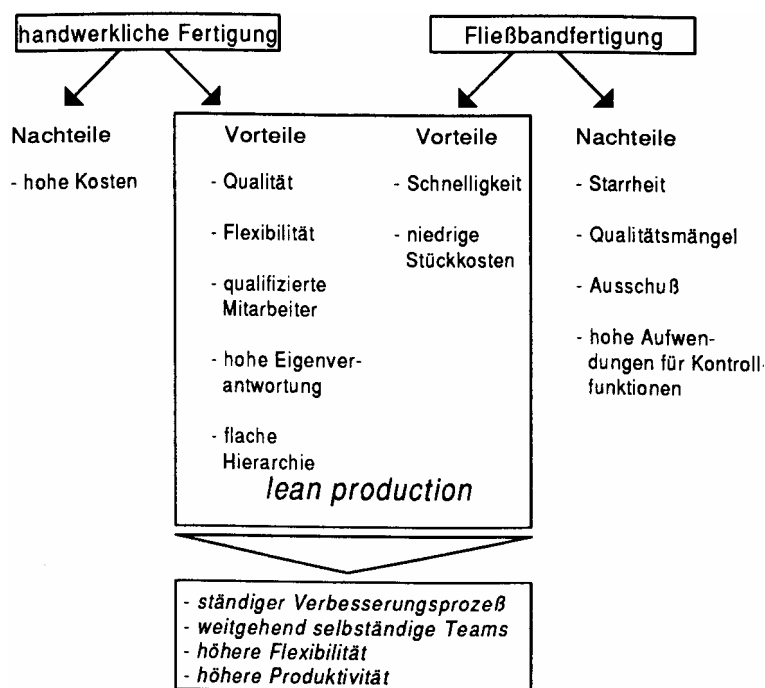 handwerkliche Fertigung
Fließbandfertigung
Nachteile
- hohe Kosten
Vorteile
- Qualität
- Flexibilität
- qualifizierte
Mitarbeiter
- hohe Eigenver-
antwortung
- flache
Hierarchie
Vorteile
- Schnelligkeit
- niedrige
Stückkosten
Nachteile
- Starrheit
- Qualitätsmängel
- Ausschuß
- hohe Aufwen-
dungen für Kontroll-
funktionen
lean production
- ständiger Verbesserungsprozeß
- weitgehend selbständige Teams
- höhere Flexibilität
- höhere Produktivität